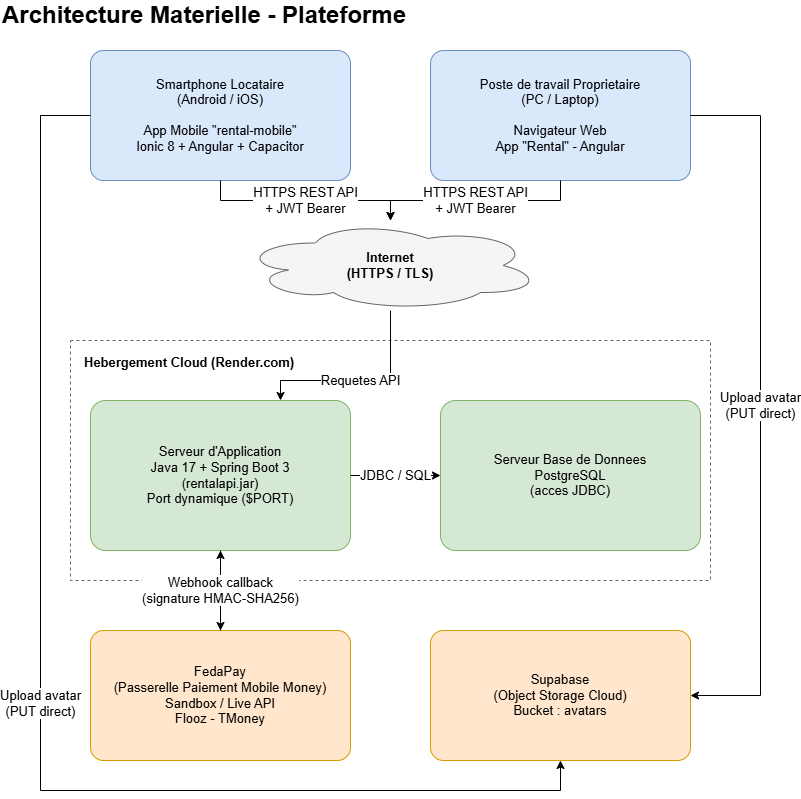 Architecture Materielle - Plateforme
Smartphone Locataire
(Android / iOS)
App Mobile "rental-mobile"
Ionic 8 + Angular + Capacitor
Poste de travail Proprietaire
(PC / Laptop)
Navigateur Web
App "Rental" - Angular
HTTPS REST API
+ JWT Bearer
HTTPS REST API
+ JWT Bearer
Internet
(HTTPS / TLS)
Hebergement Cloud (Render.com)
Requetes API
Upload avatar
(PUT direct)
Serveur d'Application
Java 17 + Spring Boot 3
(rentalapi.jar)
Port dynamique ($PORT)
JDBC / SQL
Serveur Base de Donnees
PostgreSQL
(acces JDBC)
Webhook callback
(signature HMAC-SHA256)
Upload avatar
(PUT direct)
FedaPay
(Passerelle Paiement Mobile Money)
Sandbox / Live API
Flooz - TMoney
Supabase
(Object Storage Cloud)
Bucket : avatars